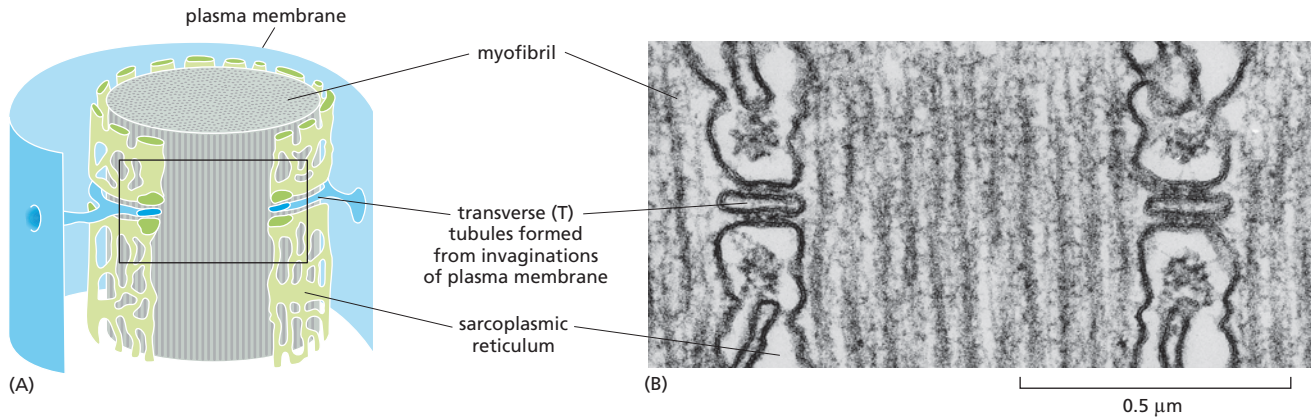 plasma membrane
myofibril
transverse (T)
tubules formed
from invaginations
of plasma membrane
sarcoplasmic
reticulum
(A)
(B)
0.5 μm